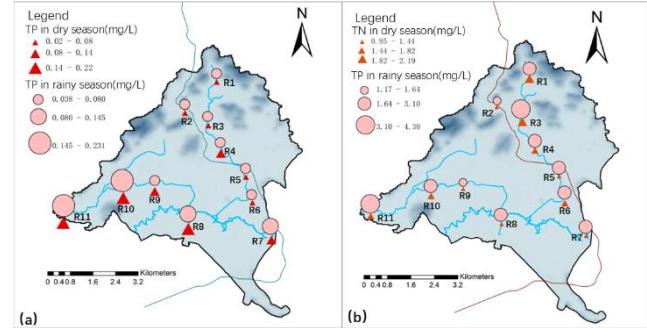 Legend
TP in dry season(mg/L)
0.02 - 0.08
0.08 - 0.14
0.14 - 0.22
TP in rainy season(mg/L)
0.038 - 0.080
0.080 - 0.145
0.145 - 0.231
N
R1
R2
R3
R4
R5
R6
R7
R8
R9
R10
R11
Kilometers
0 0.4 0.8 1.6 2.4 3.2
(a)
Legend
TN in dry season(mg/L)
0.95 - 1.44
1.44 - 1.82
1.82 - 2.19
TP in rainy season(mg/L)
1.17 - 1.64
1.64 - 3.10
3.10 - 4.30
N
R1
R2
R3
R4
R5
R6
R7
R8
R9
R10
R11
Kilometers
0 0.4 0.8 1.6 2.4 3.2
(b)